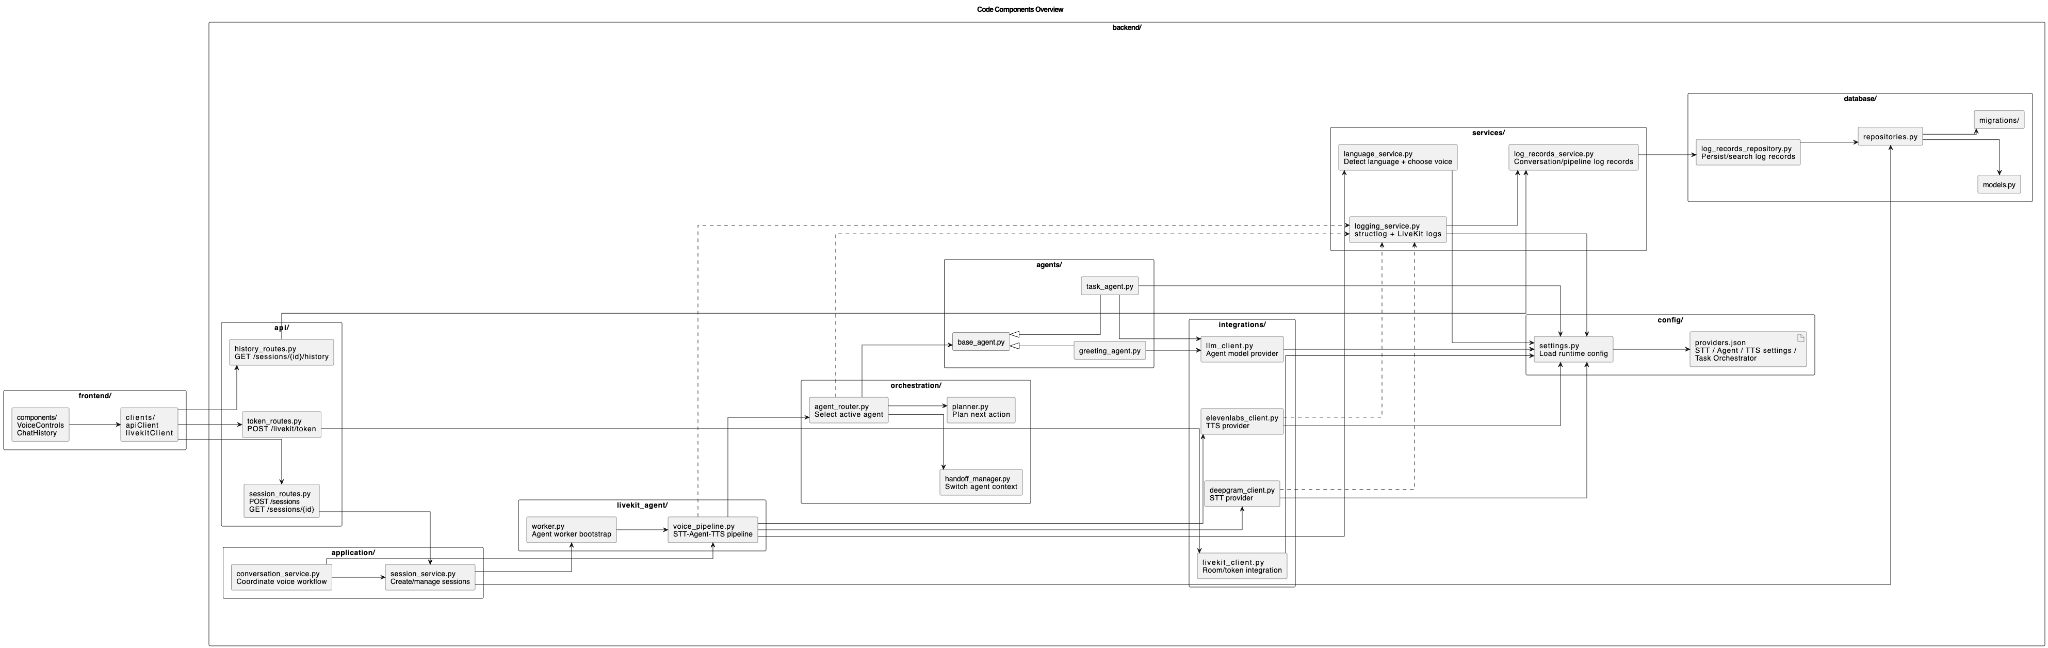 Code Components Overview
backend/
frontend/
components/
VoiceControls
ChatHistory
clients/
apiClient
livekitClient
api/
history_routes.py
GET /sessions/{id}/history
token_routes.py
POST /livekit/token
session_routes.py
POST /sessions
GET /sessions/{id}
application/
conversation_service.py
Coordinate voice workflow
session_service.py
Create/manage sessions
livekit_agent/
worker.py
Agent worker bootstrap
voice_pipeline.py
STT-Agent-TTS pipeline
orchestration/
agent_router.py
Select active agent
planner.py
Plan next action
handoff_manager.py
Switch agent context
agents/
task_agent.py
base_agent.py
greeting_agent.py
integrations/
llm_client.py
Agent model provider
elevenlabs_client.py
TTS provider
deepgram_client.py
STT provider
livekit_client.py
Room/token integration
services/
language_service.py
Detect language + choose voice
log_records_service.py
Conversation/pipeline log records
logging_service.py
structlog + LiveKit logs
config/
settings.py
Load runtime config
providers.json
STT / Agent / TTS settings /
Task Orchestrator
database/
log_records_repository.py
Persist/search log records
repositories.py
migrations/
models.py